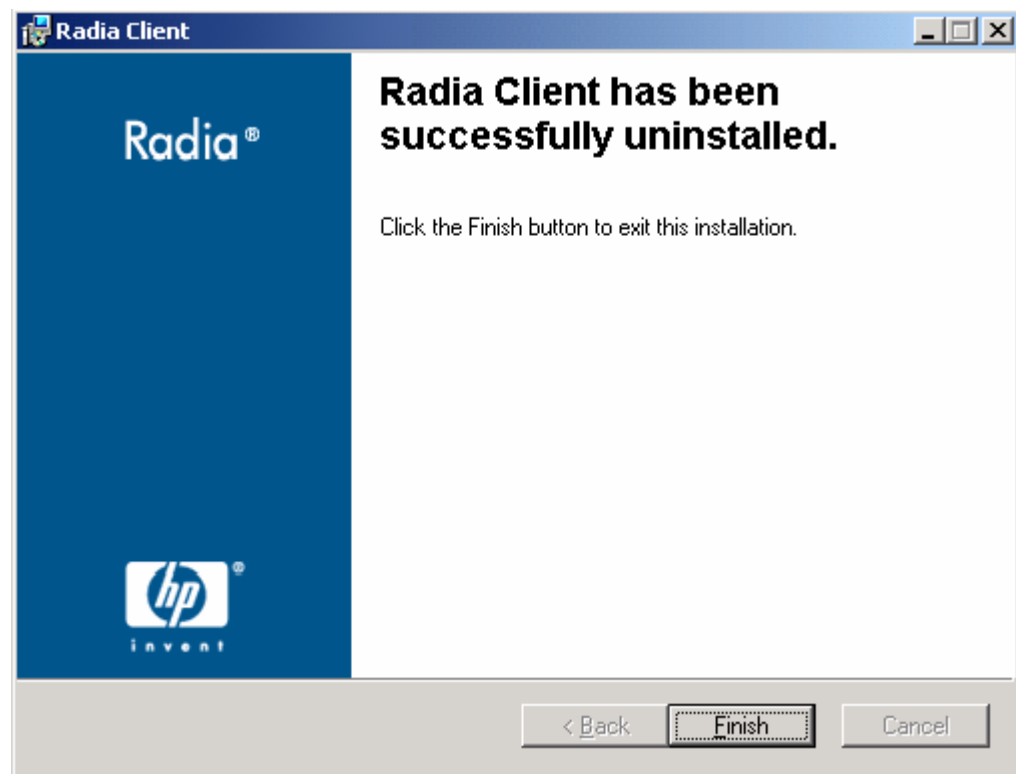 Radia Client
Radia®
Radia Client has been
successfully uninstalled.
Click the Finish button to exit this installation.
hp®
invent
< Back
Finish
Cancel